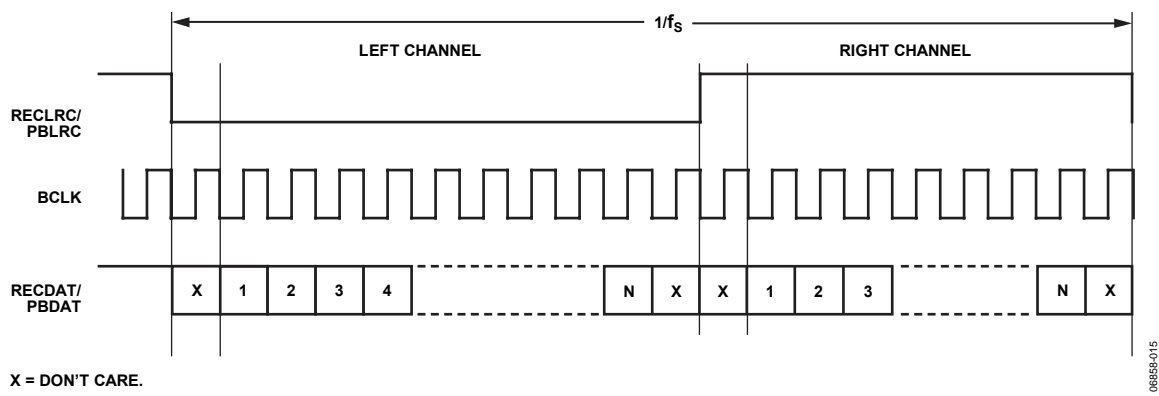 1/fS
LEFT CHANNEL
RIGHT CHANNEL
RECLRC/
PBLRC
BCLK
RECDAT/
PBDAT
X 1 2 3 4 N X X 1 2 3 N X
X = DON'T CARE.
06858-015